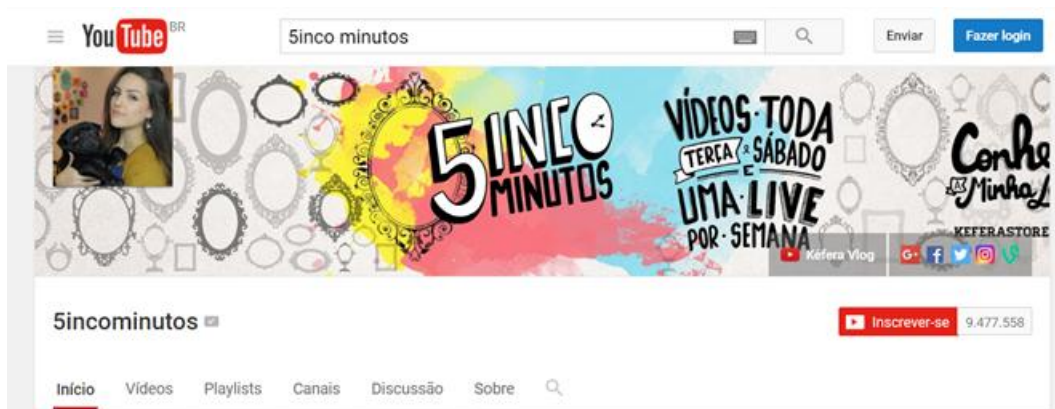 YouTube BR
5inco minutos
Enviar
Fazer login
5INCO
MINUTOS
VÍDEOS·TODA
TERÇA & SÁBADO
E
UMA·LIVE
POR·SEMANA
Conhe
A Minha L
KEFERASTORE
Kéfera Vlog
5incominutos
Inscrever-se 9.477.558
Início Vídeos Playlists Canais Discussão Sobre